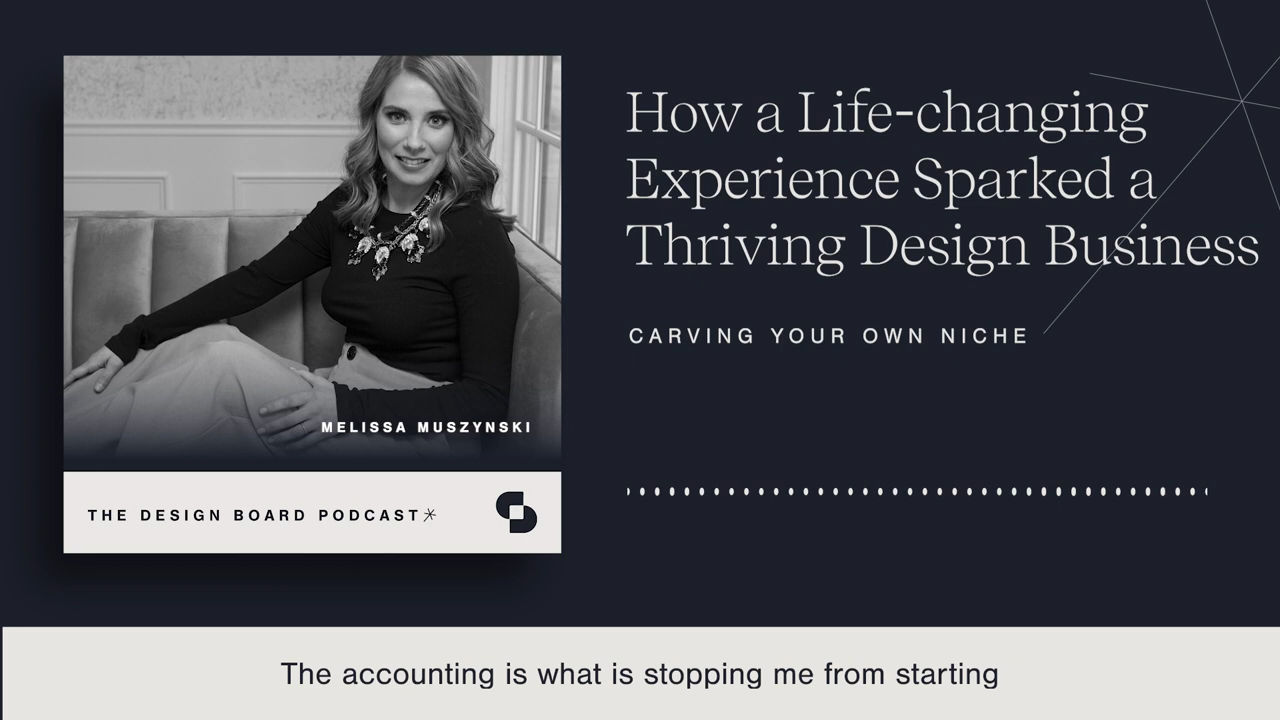 How a Life-changing
Experience Sparked a
Thriving Design Business
CARVING YOUR OWN NICHE
MELISSA MUSZYNSKI
THE DESIGN BOARD PODCAST
The accounting is what is stopping me from starting